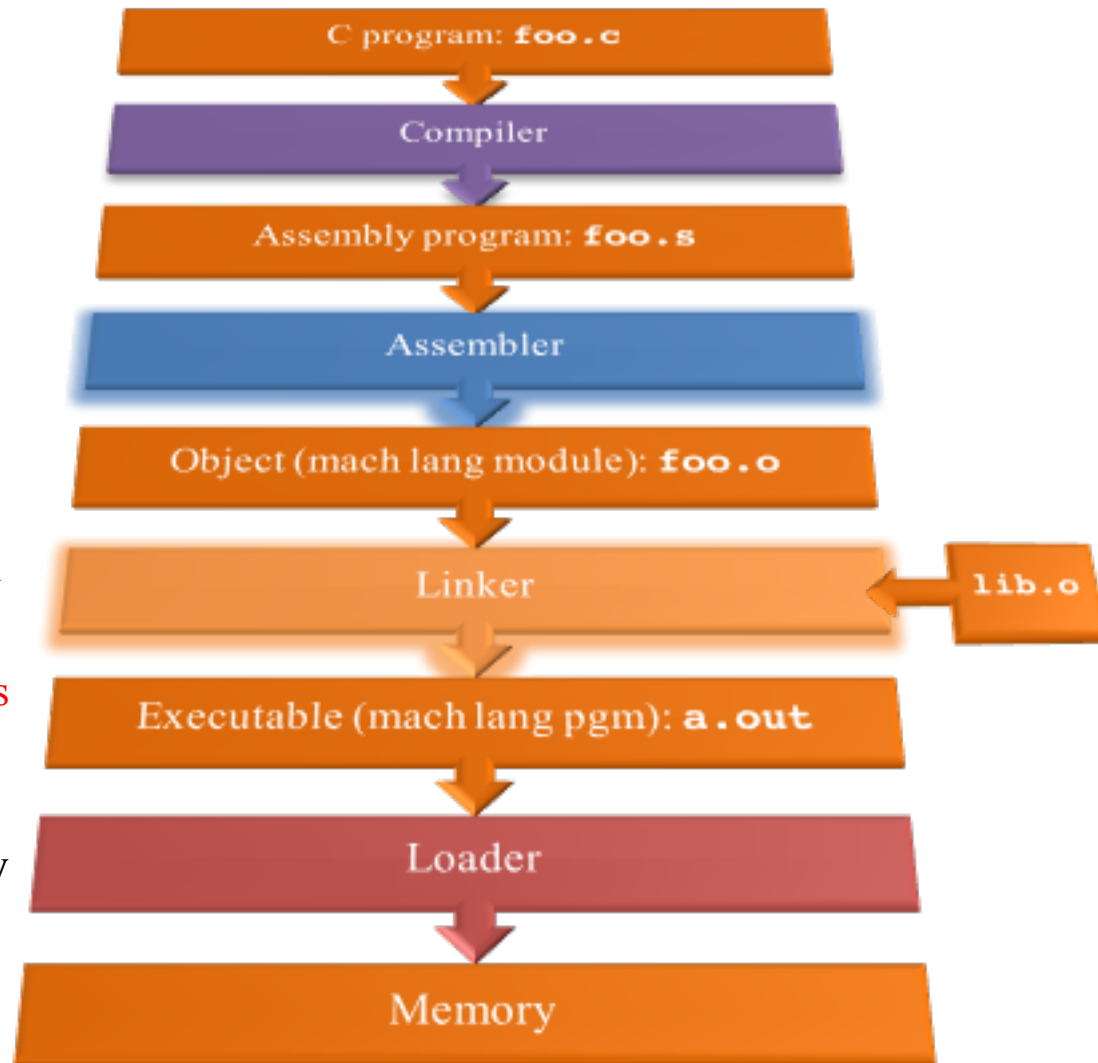 C program: foo.c
Compiler
Assembly program: foo.s
Assembler
Object (mach lang module): foo.o
Linker
lib.o
Executable (mach lang pgm): a.out
Loader
Memory